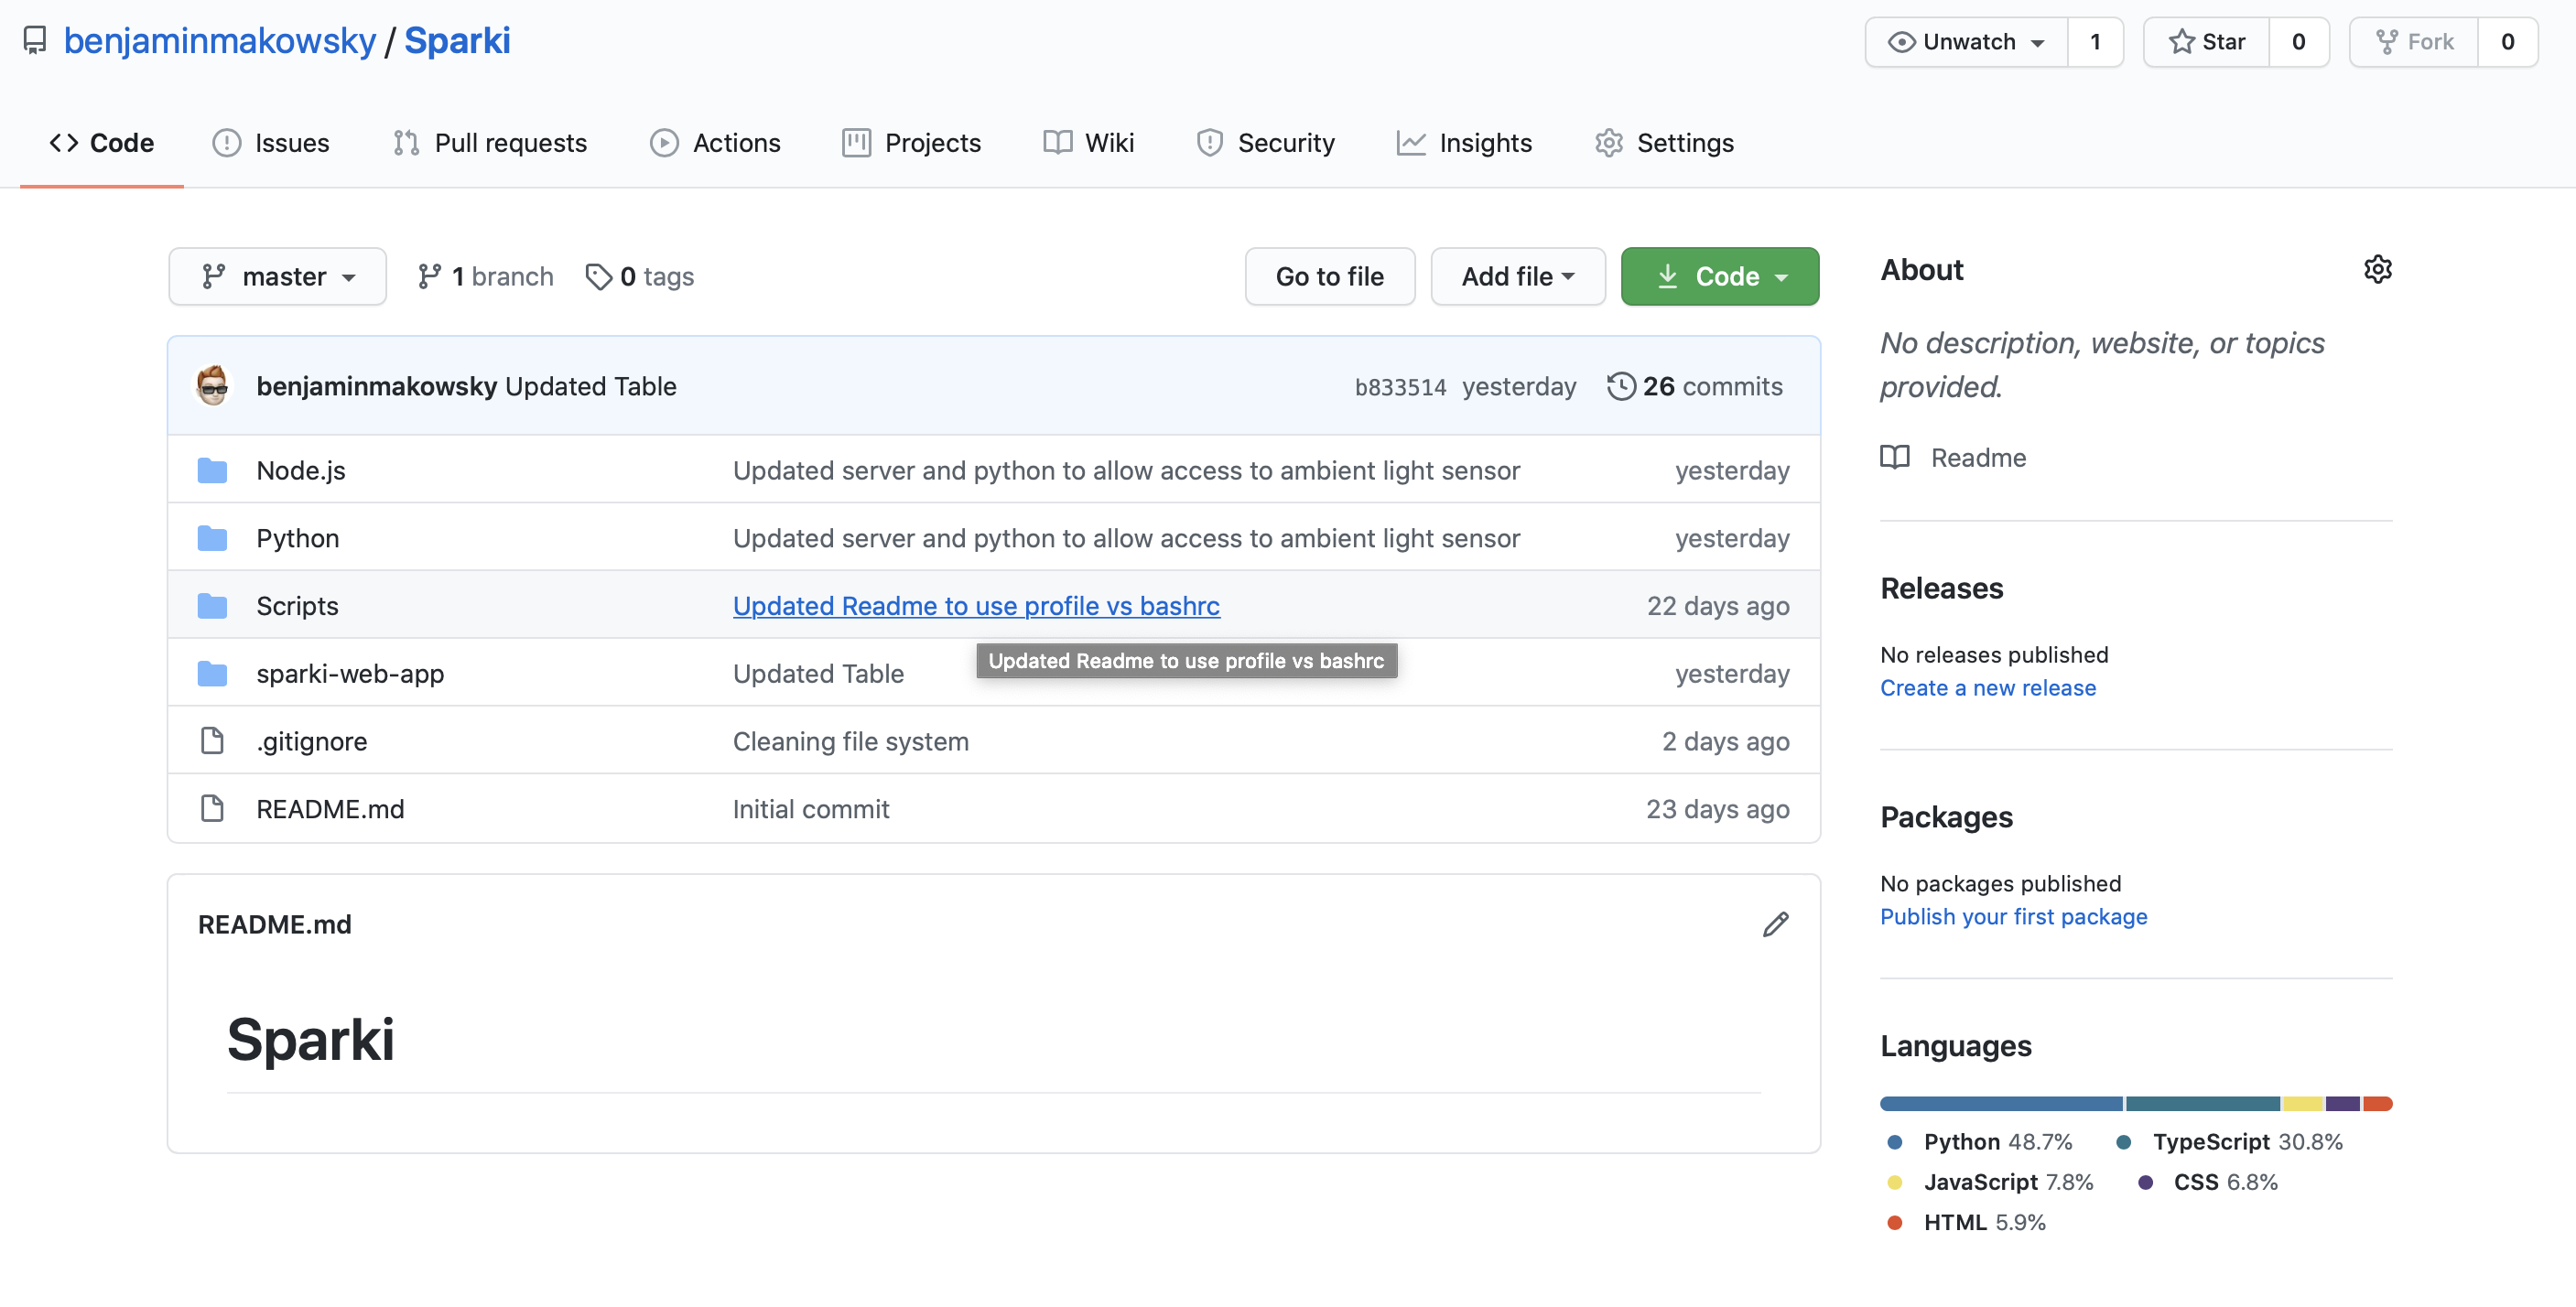 benjaminmakowsky / Sparki
Unwatch 1 Star 0 Fork 0
Code Issues Pull requests Actions Projects Wiki Security Insights Settings
master 1 branch 0 tags Go to file Add file Code
benjaminmakowsky Updated Table b833514 yesterday 26 commits
Node.js Updated server and python to allow access to ambient light sensor yesterday
Python Updated server and python to allow access to ambient light sensor yesterday
Scripts Updated Readme to use profile vs bashrc 22 days ago
Updated Readme to use profile vs bashrc
sparki-web-app Updated Table yesterday
.gitignore Cleaning file system 2 days ago
README.md Initial commit 23 days ago
README.md
Sparki
About
No description, website, or topics
provided.
Readme
Releases
No releases published
Create a new release
Packages
No packages published
Publish your first package
Languages
Python 48.7% TypeScript 30.8%
JavaScript 7.8% CSS 6.8%
HTML 5.9%